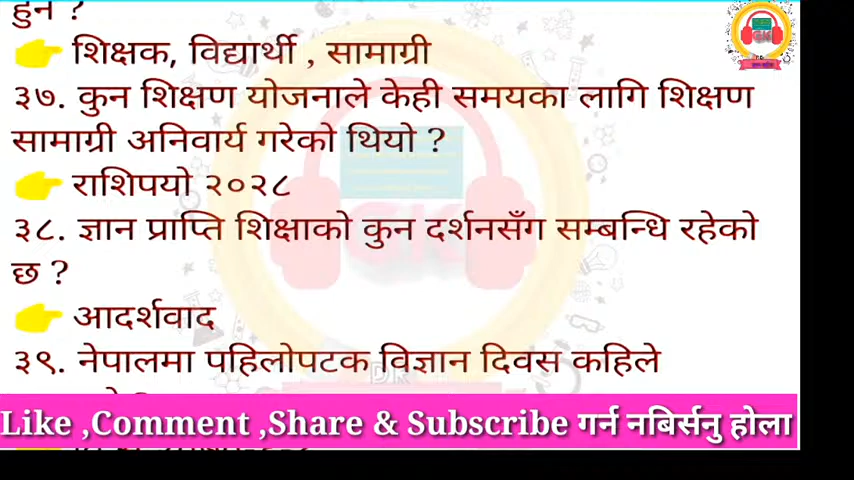 हुन ?
👉 शिक्षक, विद्यार्थी , सामाग्री
३७. कुन शिक्षण योजनाले केही समयका लागि शिक्षण
सामाग्री अनिवार्य गरेको थियो ?
👉 राशिपयो २०२८
३८. ज्ञान प्राप्ति शिक्षाको कुन दर्शनसँग सम्बन्धि रहेको
छ ?
👉 आदर्शवाद
३९. नेपालमा पहिलोपटक विज्ञान दिवस कहिले
Like ,Comment ,Share & Subscribe गर्न नबिर्सनु होला